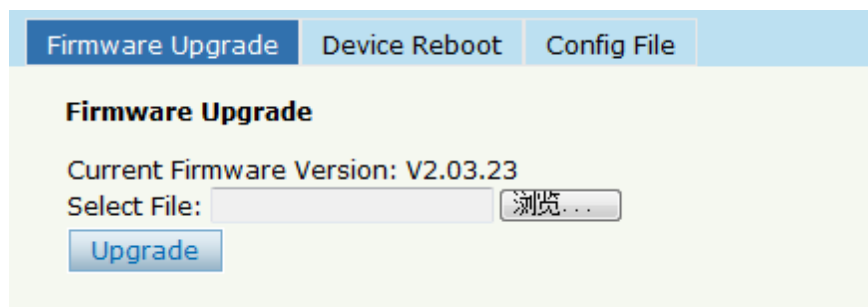 Firmware Upgrade Device Reboot Config File
Firmware Upgrade
Current Firmware Version: V2.03.23
Select File: 浏览...
Upgrade